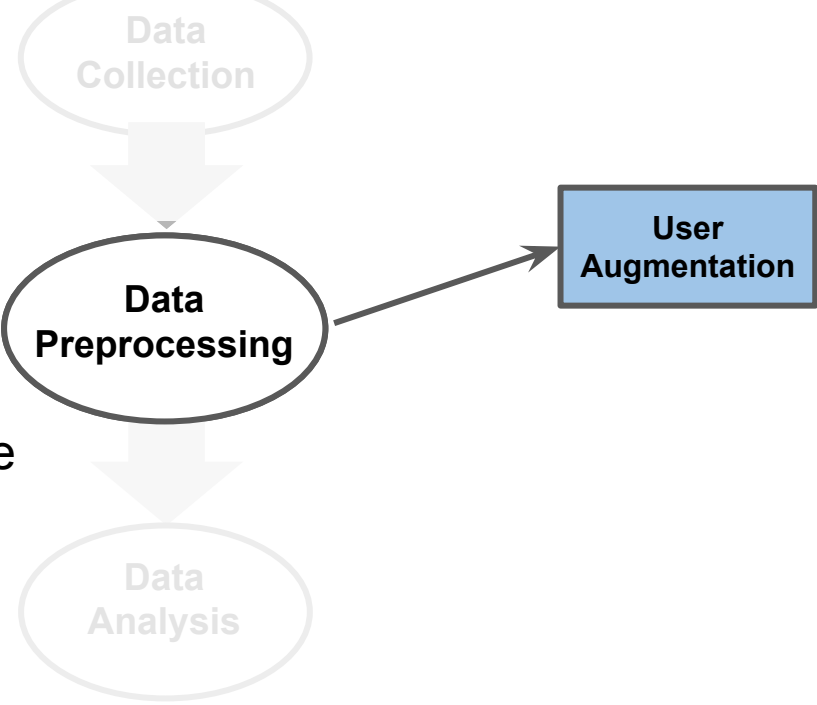 Data
Collection
User
Augmentation
Data
Preprocessing
e
Data
Analysis